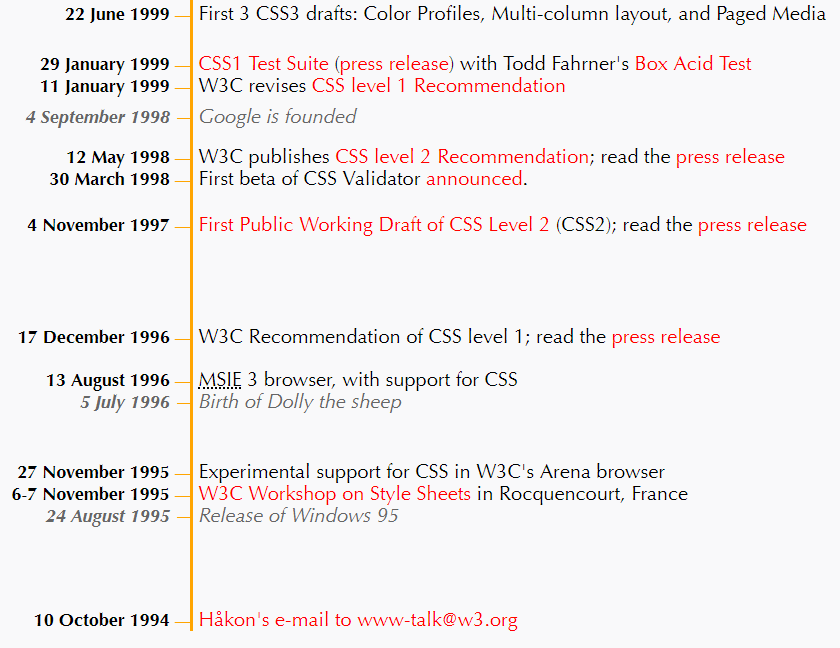 22 June 1999 First 3 CSS3 drafts: Color Profiles, Multi-column layout, and Paged Media
29 January 1999 CSS1 Test Suite (press release) with Todd Fahrner's Box Acid Test
11 January 1999 W3C revises CSS level 1 Recommendation
4 September 1998 Google is founded
12 May 1998 W3C publishes CSS level 2 Recommendation; read the press release
30 March 1998 First beta of CSS Validator announced.
4 November 1997 First Public Working Draft of CSS Level 2 (CSS2); read the press release
17 December 1996 W3C Recommendation of CSS level 1; read the press release
13 August 1996 MSIE 3 browser, with support for CSS
5 July 1996 Birth of Dolly the sheep
27 November 1995 Experimental support for CSS in W3C's Arena browser
6-7 November 1995 W3C Workshop on Style Sheets in Rocquencourt, France
24 August 1995 Release of Windows 95
10 October 1994 Håkon's e-mail to www-talk@w3.org